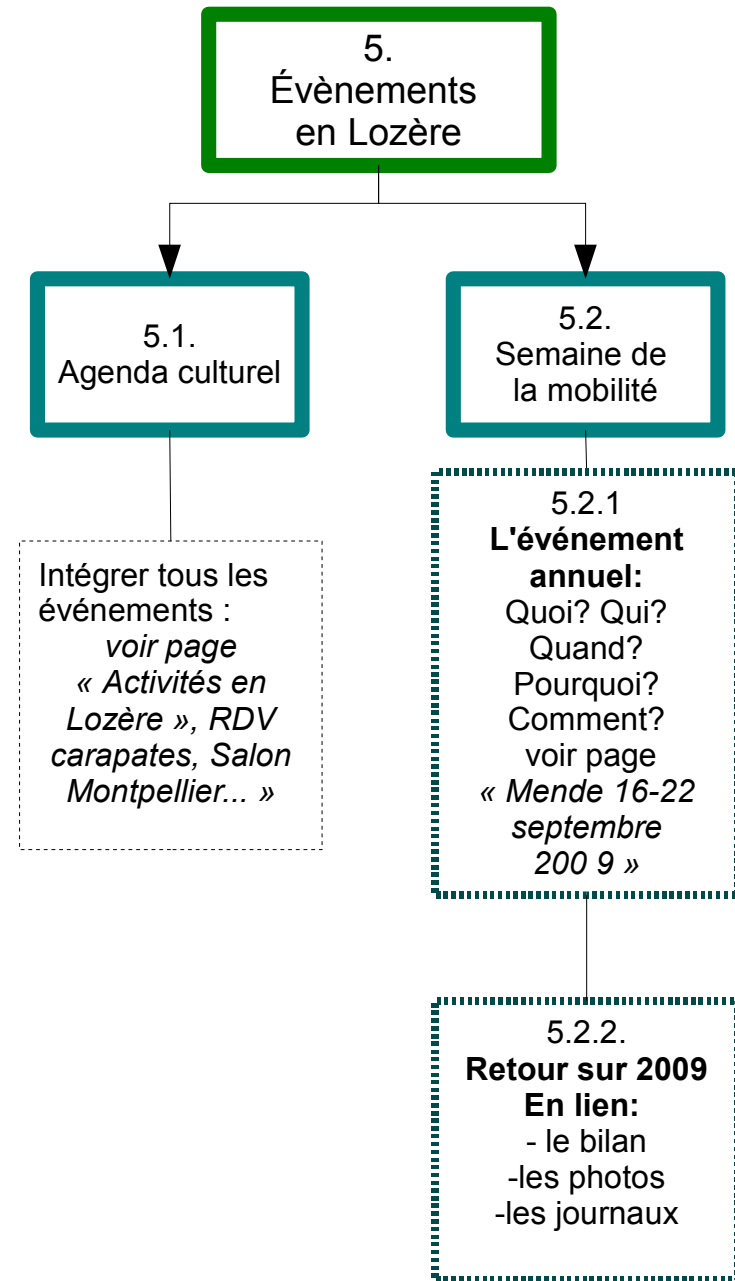 5.
Évènements
en Lozère
5.1.
Agenda culturel
5.2.
Semaine de
la mobilité
Intégrer tous les
événements :
voir page
« Activités en
Lozère », RDV
carapates, Salon
Montpellier... »
5.2.1
L'événement
annuel:
Quoi? Qui?
Quand?
Pourquoi?
Comment?
voir page
« Mende 16-22
septembre
200 9 »
5.2.2.
Retour sur 2009
En lien:
- le bilan
-les photos
-les journaux